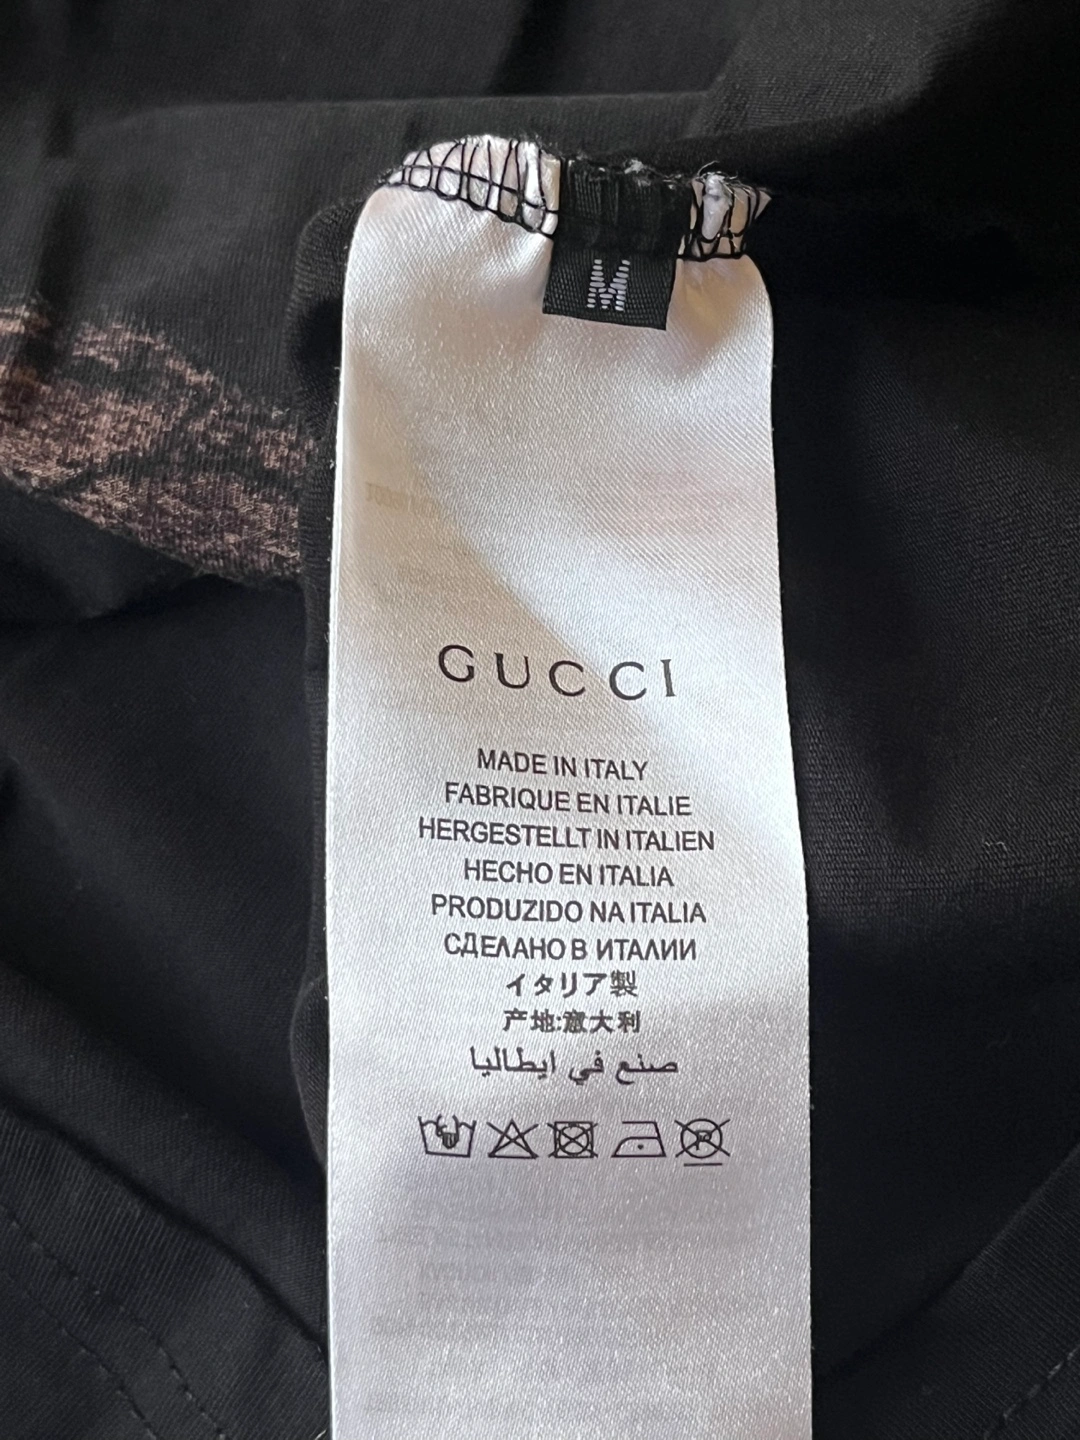 M
GUCCI
MADE IN ITALY
FABRIQUE EN ITALIE
HERGESTELLT IN ITALIEN
HECHO EN ITALIA
PRODUZIDO NA ITALIA
СДЕЛАНО В ИТАЛИИ
イタリア製
产地:意大利
صنع في ايطاليا
P